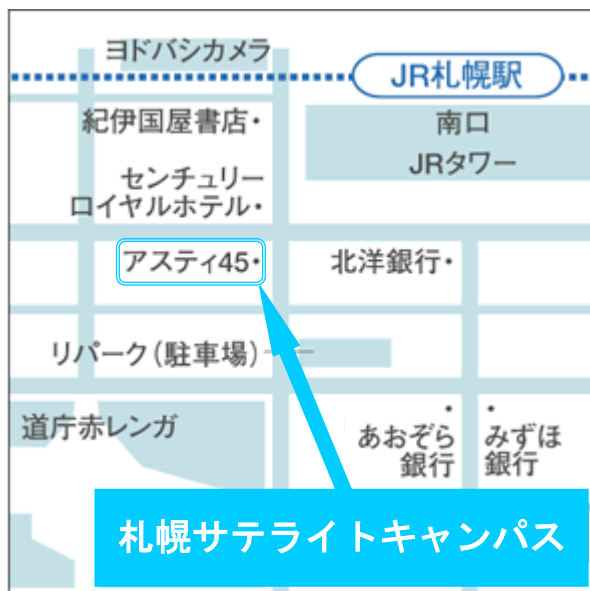 ヨドバシカメラ
JR札幌駅
紀伊国屋書店・
南口
JRタワー
センチュリー
ロイヤルホテル・
アスティ45・
北洋銀行・
リパーク(駐車場)
道庁赤レンガ
あおぞら
銀行
みずほ
銀行
札幌サテライトキャンパス